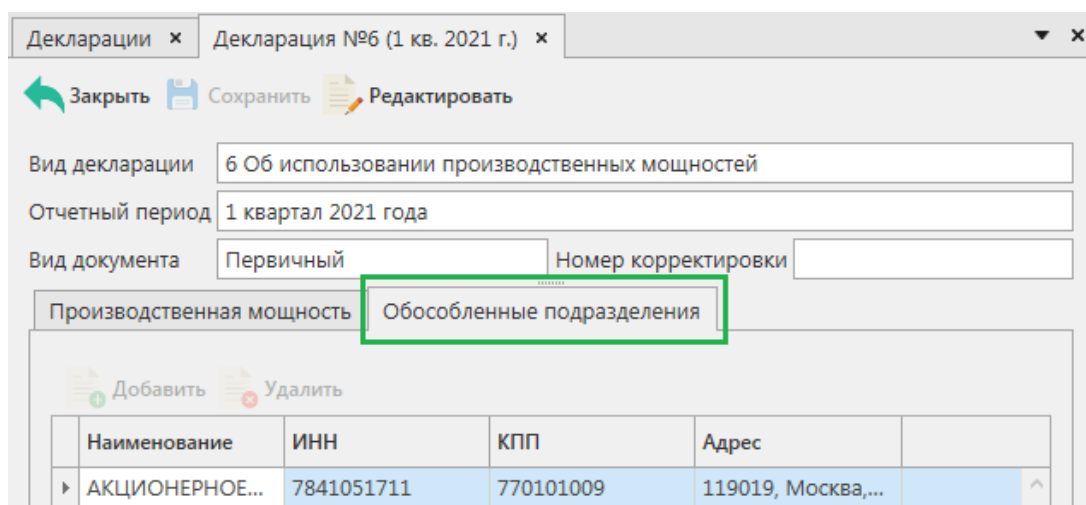 Декларации × Декларация №6 (1 кв. 2021 г.) ×
Закрыть Сохранить Редактировать
Вид декларации 6 Об использовании производственных мощностей
Отчетный период 1 квартал 2021 года
Вид документа Первичный Номер корректировки
Производственная мощность Обособленные подразделения
Добавить Удалить
Наименование ИНН КПП Адрес
АКЦИОНЕРНОЕ... 7841051711 770101009 119019, Москва,...